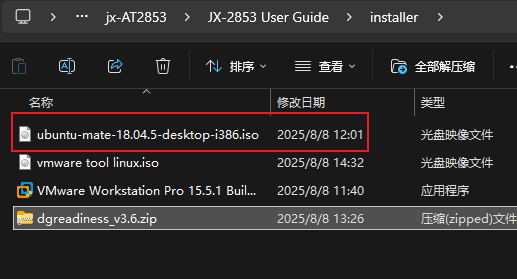 ··· > jx-AT2853 > JX-2853 User Guide > installer >
排序 查看 全部解压缩
名称 修改日期 类型
ubuntu-mate-18.04.5-desktop-i386.iso 2025/8/8 12:01 光盘映像文件
vmware tool linux.iso 2025/8/8 14:32 光盘映像文件
VMware Workstation Pro 15.5.1 Buil... 2025/8/8 11:40 应用程序
dgreadiness_v3.6.zip 2025/8/8 13:26 压缩(zipped)文件